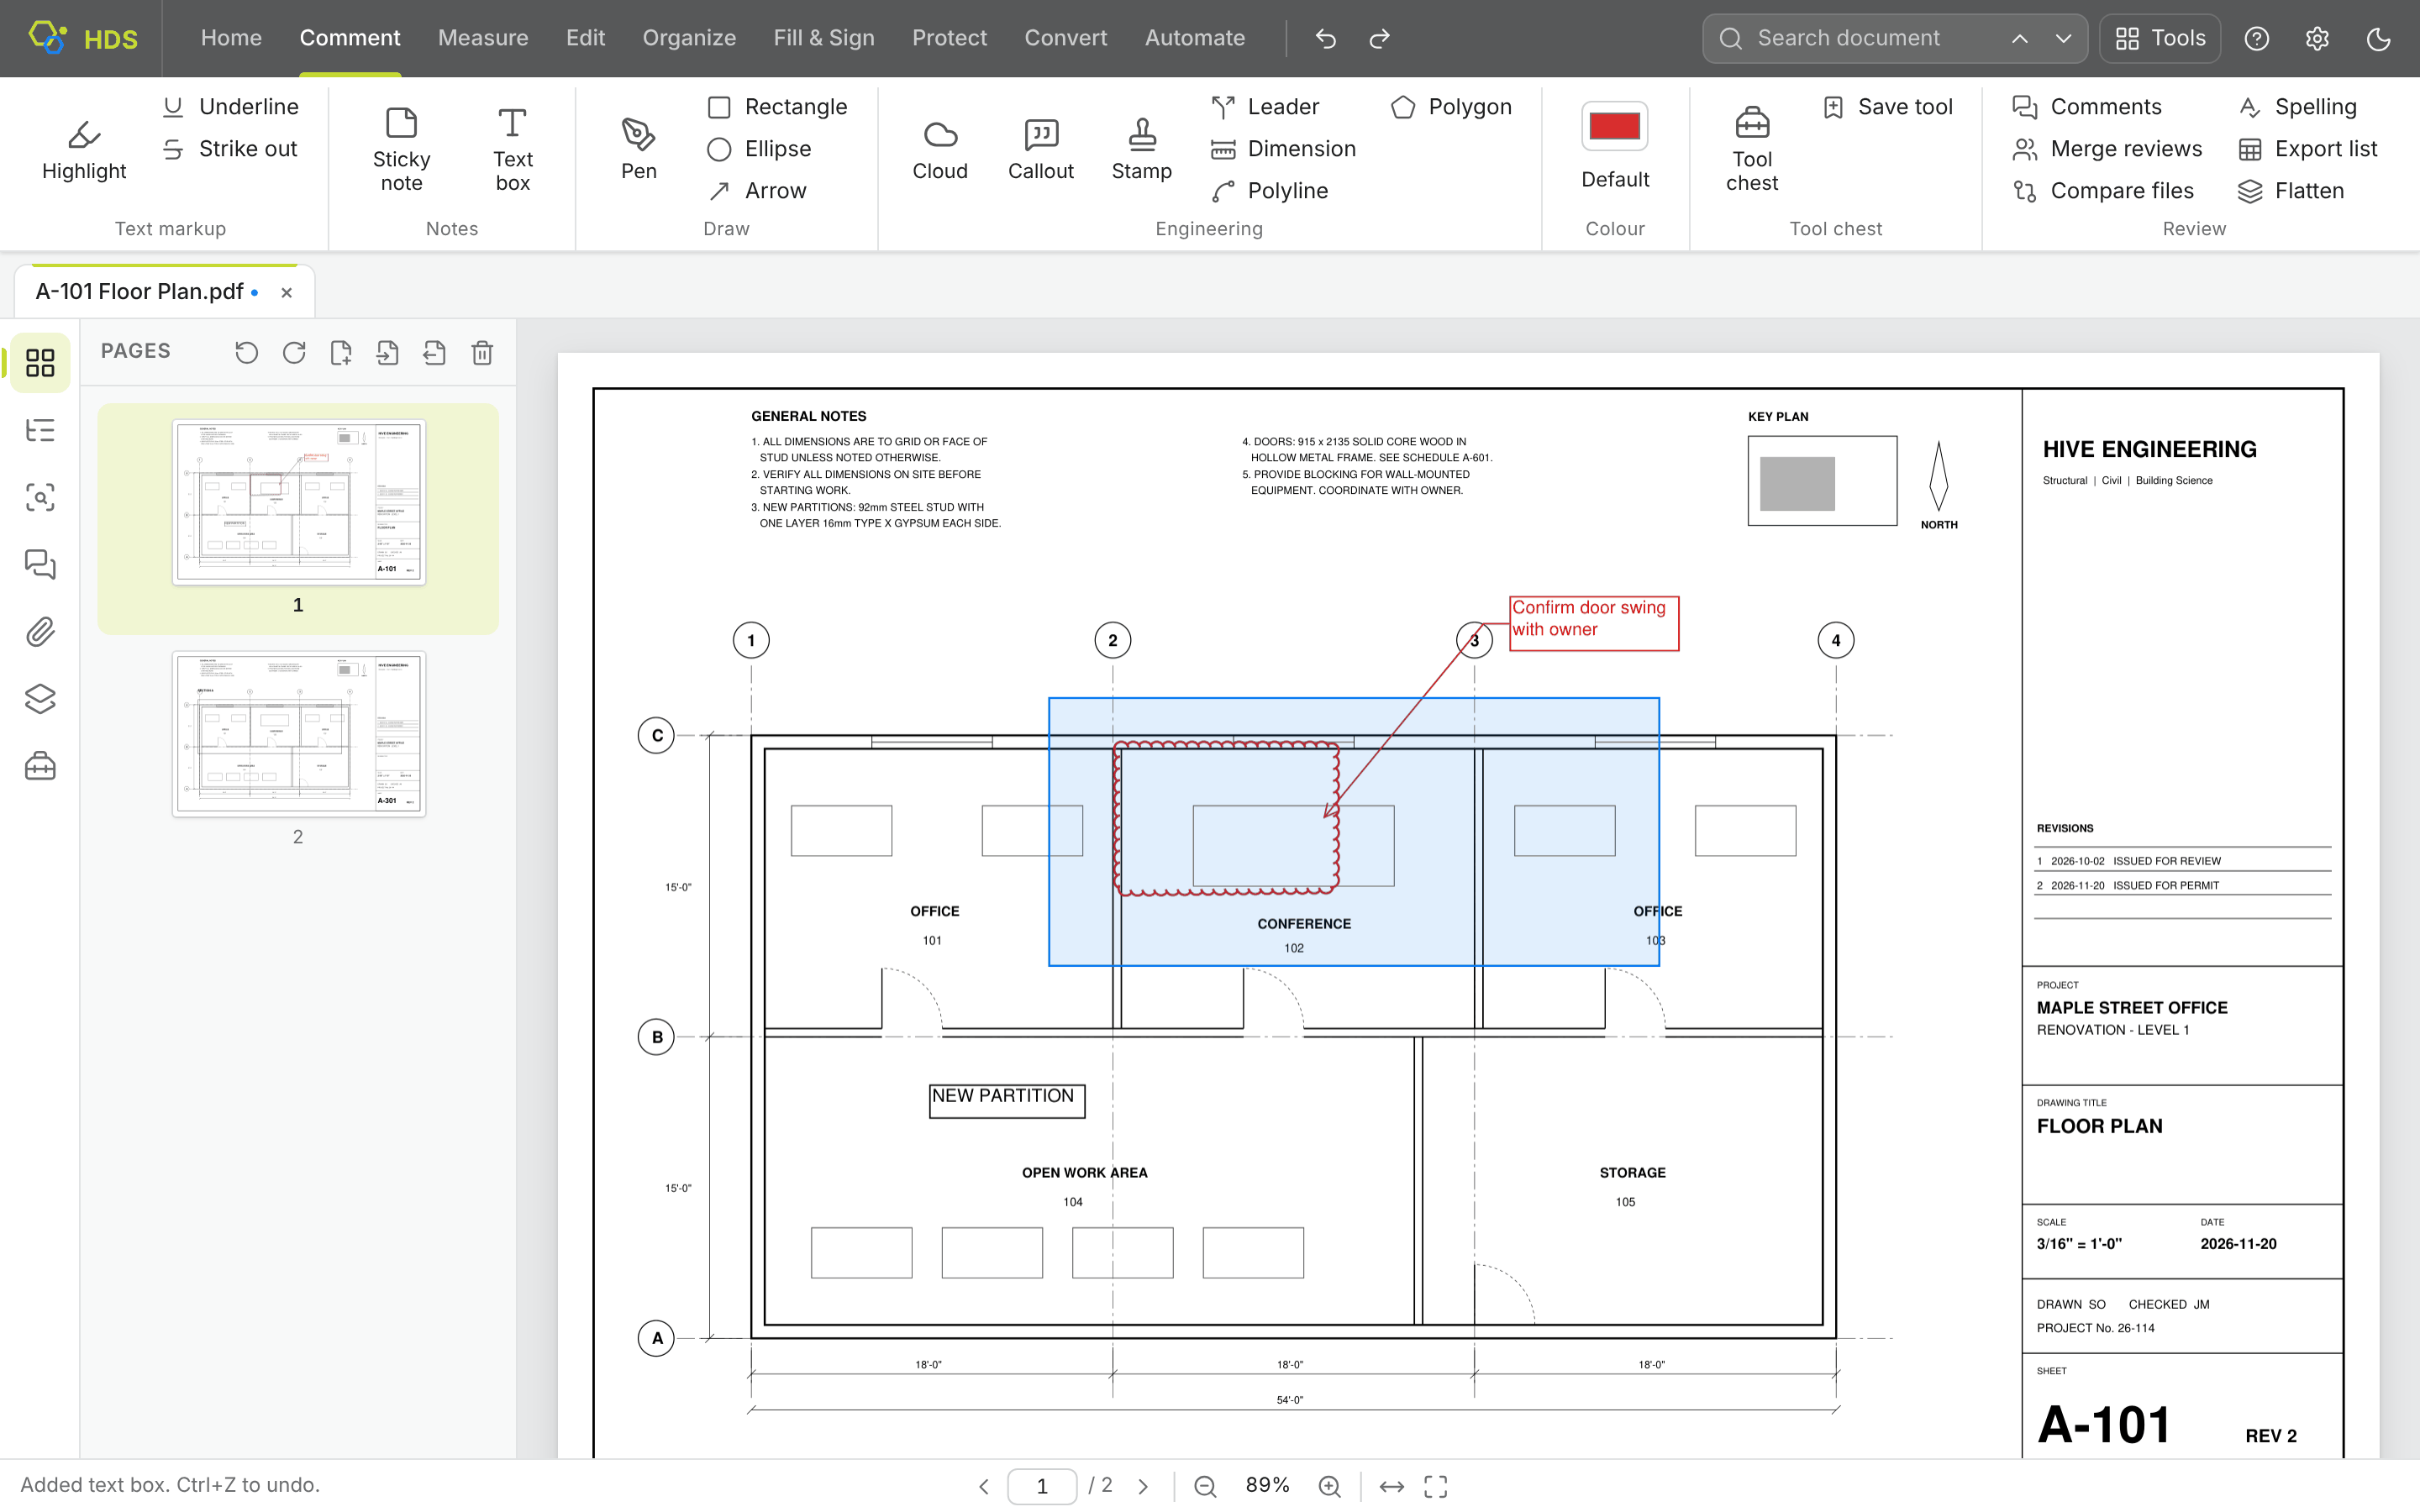 HDS
Home Comment Measure Edit Organize Fill & Sign Protect Convert Automate
Search document
Tools
Highlight
Underline
Strike out
Text markup
Sticky note
Text box
Notes
Pen
Rectangle
Ellipse
Arrow
Draw
Cloud
Callout
Stamp
Leader
Dimension
Polyline
Polygon
Engineering
Default
Colour
Tool chest
Save tool
Tool chest
Comments
Merge reviews
Compare files
Spelling
Export list
Flatten
Review
A-101 Floor Plan.pdf
PAGES
A-101
1
A-301
2
GENERAL NOTES
1. ALL DIMENSIONS ARE TO GRID OR FACE OF
STUD UNLESS NOTED OTHERWISE.
2. VERIFY ALL DIMENSIONS ON SITE BEFORE
STARTING WORK.
3. NEW PARTITIONS: 92mm STEEL STUD WITH
ONE LAYER 16mm TYPE X GYPSUM EACH SIDE.
4. DOORS: 915 x 2135 SOLID CORE WOOD IN
HOLLOW METAL FRAME. SEE SCHEDULE A-601.
5. PROVIDE BLOCKING FOR WALL-MOUNTED
EQUIPMENT. COORDINATE WITH OWNER.
KEY PLAN
NORTH
Confirm door swing
with owner
1 2 3 4
C
15'-0"
OFFICE
101
CONFERENCE
102
OFFICE
103
B
NEW PARTITION
15'-0"
OPEN WORK AREA
104
STORAGE
105
A
18'-0" 18'-0" 18'-0"
54'-0"
HIVE ENGINEERING
Structural | Civil | Building Science
REVISIONS
1 2026-10-02 ISSUED FOR REVIEW
2 2026-11-20 ISSUED FOR PERMIT
PROJECT
MAPLE STREET OFFICE
RENOVATION - LEVEL 1
DRAWING TITLE
FLOOR PLAN
SCALE DATE
3/16" = 1'-0" 2026-11-20
DRAWN SO CHECKED JM
PROJECT No. 26-114
SHEET
A-101 REV 2
Added text box. Ctrl+Z to undo.
1 / 2
89%